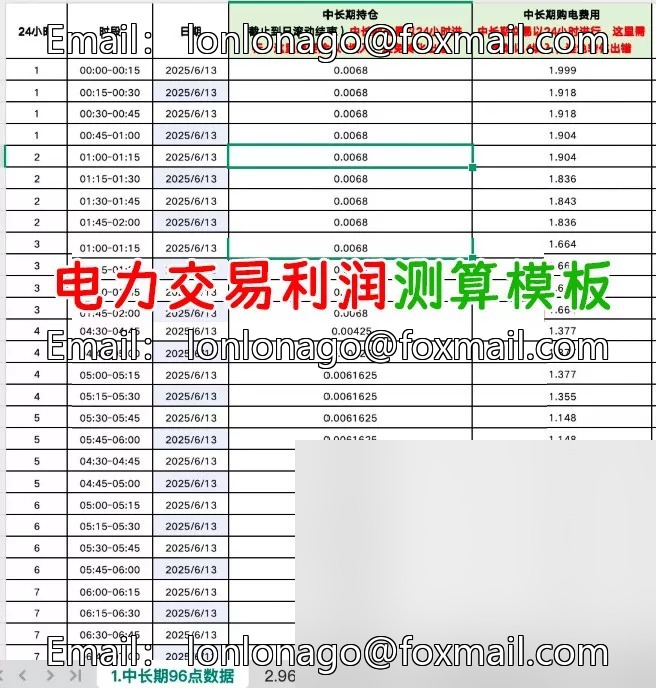 中长期持仓 中长期购电费用
24小时 时段 日期
Email： lonlonago@foxmail.com
1 00:00-00:15 2025/6/13 0.0068 1.999
1 00:15-00:30 2025/6/13 0.0068 1.918
1 00:30-00:45 2025/6/13 0.0068 1.918
1 00:45-01:00 2025/6/13 0.0068 1.904
2 01:00-01:15 2025/6/13 0.0068 1.904
2 01:15-01:30 2025/6/13 0.0068 1.836
2 01:30-01:45 2025/6/13 0.0068 1.843
2 01:45-02:00 2025/6/13 0.0068 1.836
3 01:00-01:15 2025/6/13 0.0068 1.664
3
电力交易利润测算模板
3
3 01:45-02:00 2025/6/13 0.0068
4 0.00425 1.377
Email： lonlonago@foxmail.com
4 05:00-05:15 2025/6/13 0.0061625 1.377
4 05:15-05:30 2025/6/13 0.0061625 1.355
5 05:30-05:45 2025/6/13 0.0061625 1.148
5 05:45-06:00 2025/6/13 0.0061625 1.148
5 04:30-04:45 2025/6/13
5 04:45-05:00 2025/6/13
6 05:00-05:15 2025/6/13
6 05:15-05:30 2025/6/13
6 05:30-05:45 2025/6/13
6 05:45-06:00 2025/6/13
7 06:00-06:15 2025/6/13
7 06:15-06:30 2025/6/13
7 06:30-06:45 2025/6/13
7
Email： lonlonago@foxmail.com
1.中长期96点数据 2.96